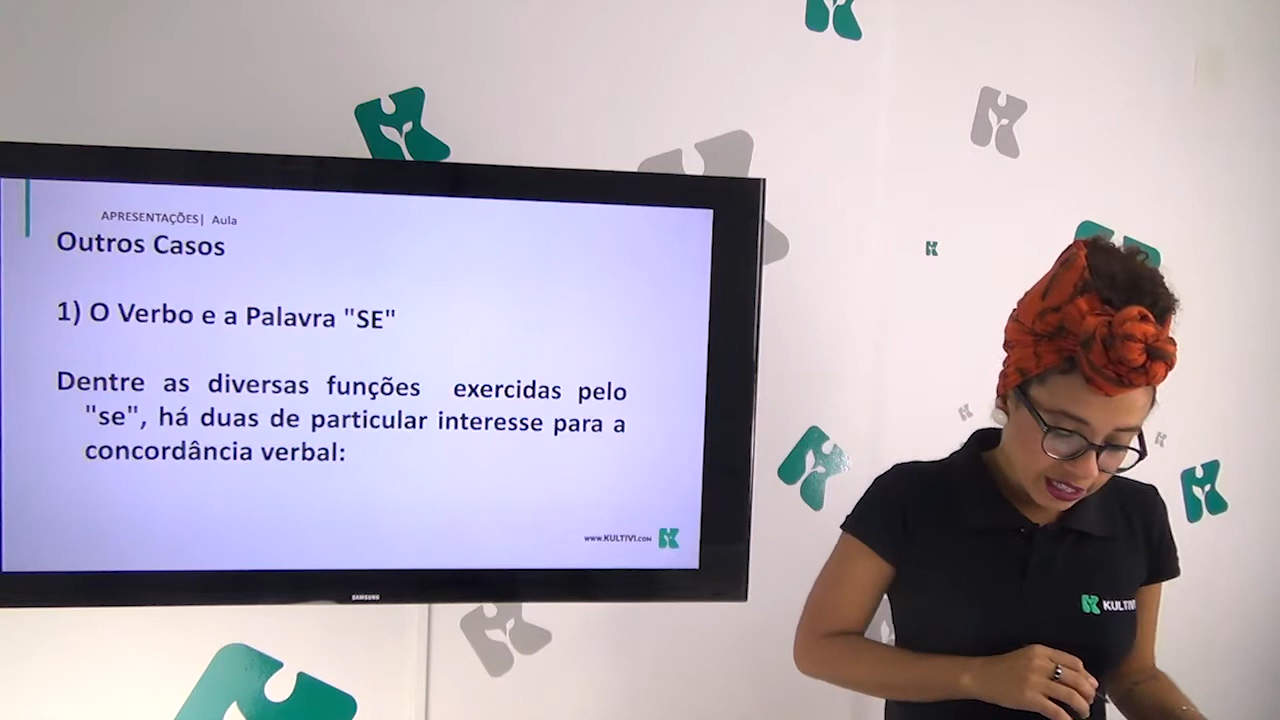 APRESENTAÇÕES| Aula
Outros Casos
1) O Verbo e a Palavra "SE"
Dentre as diversas funções exercidas pelo
"se", há duas de particular interesse para a
concordância verbal:
www.KULTIVI.COM
SAMSUNG
KULTIVI